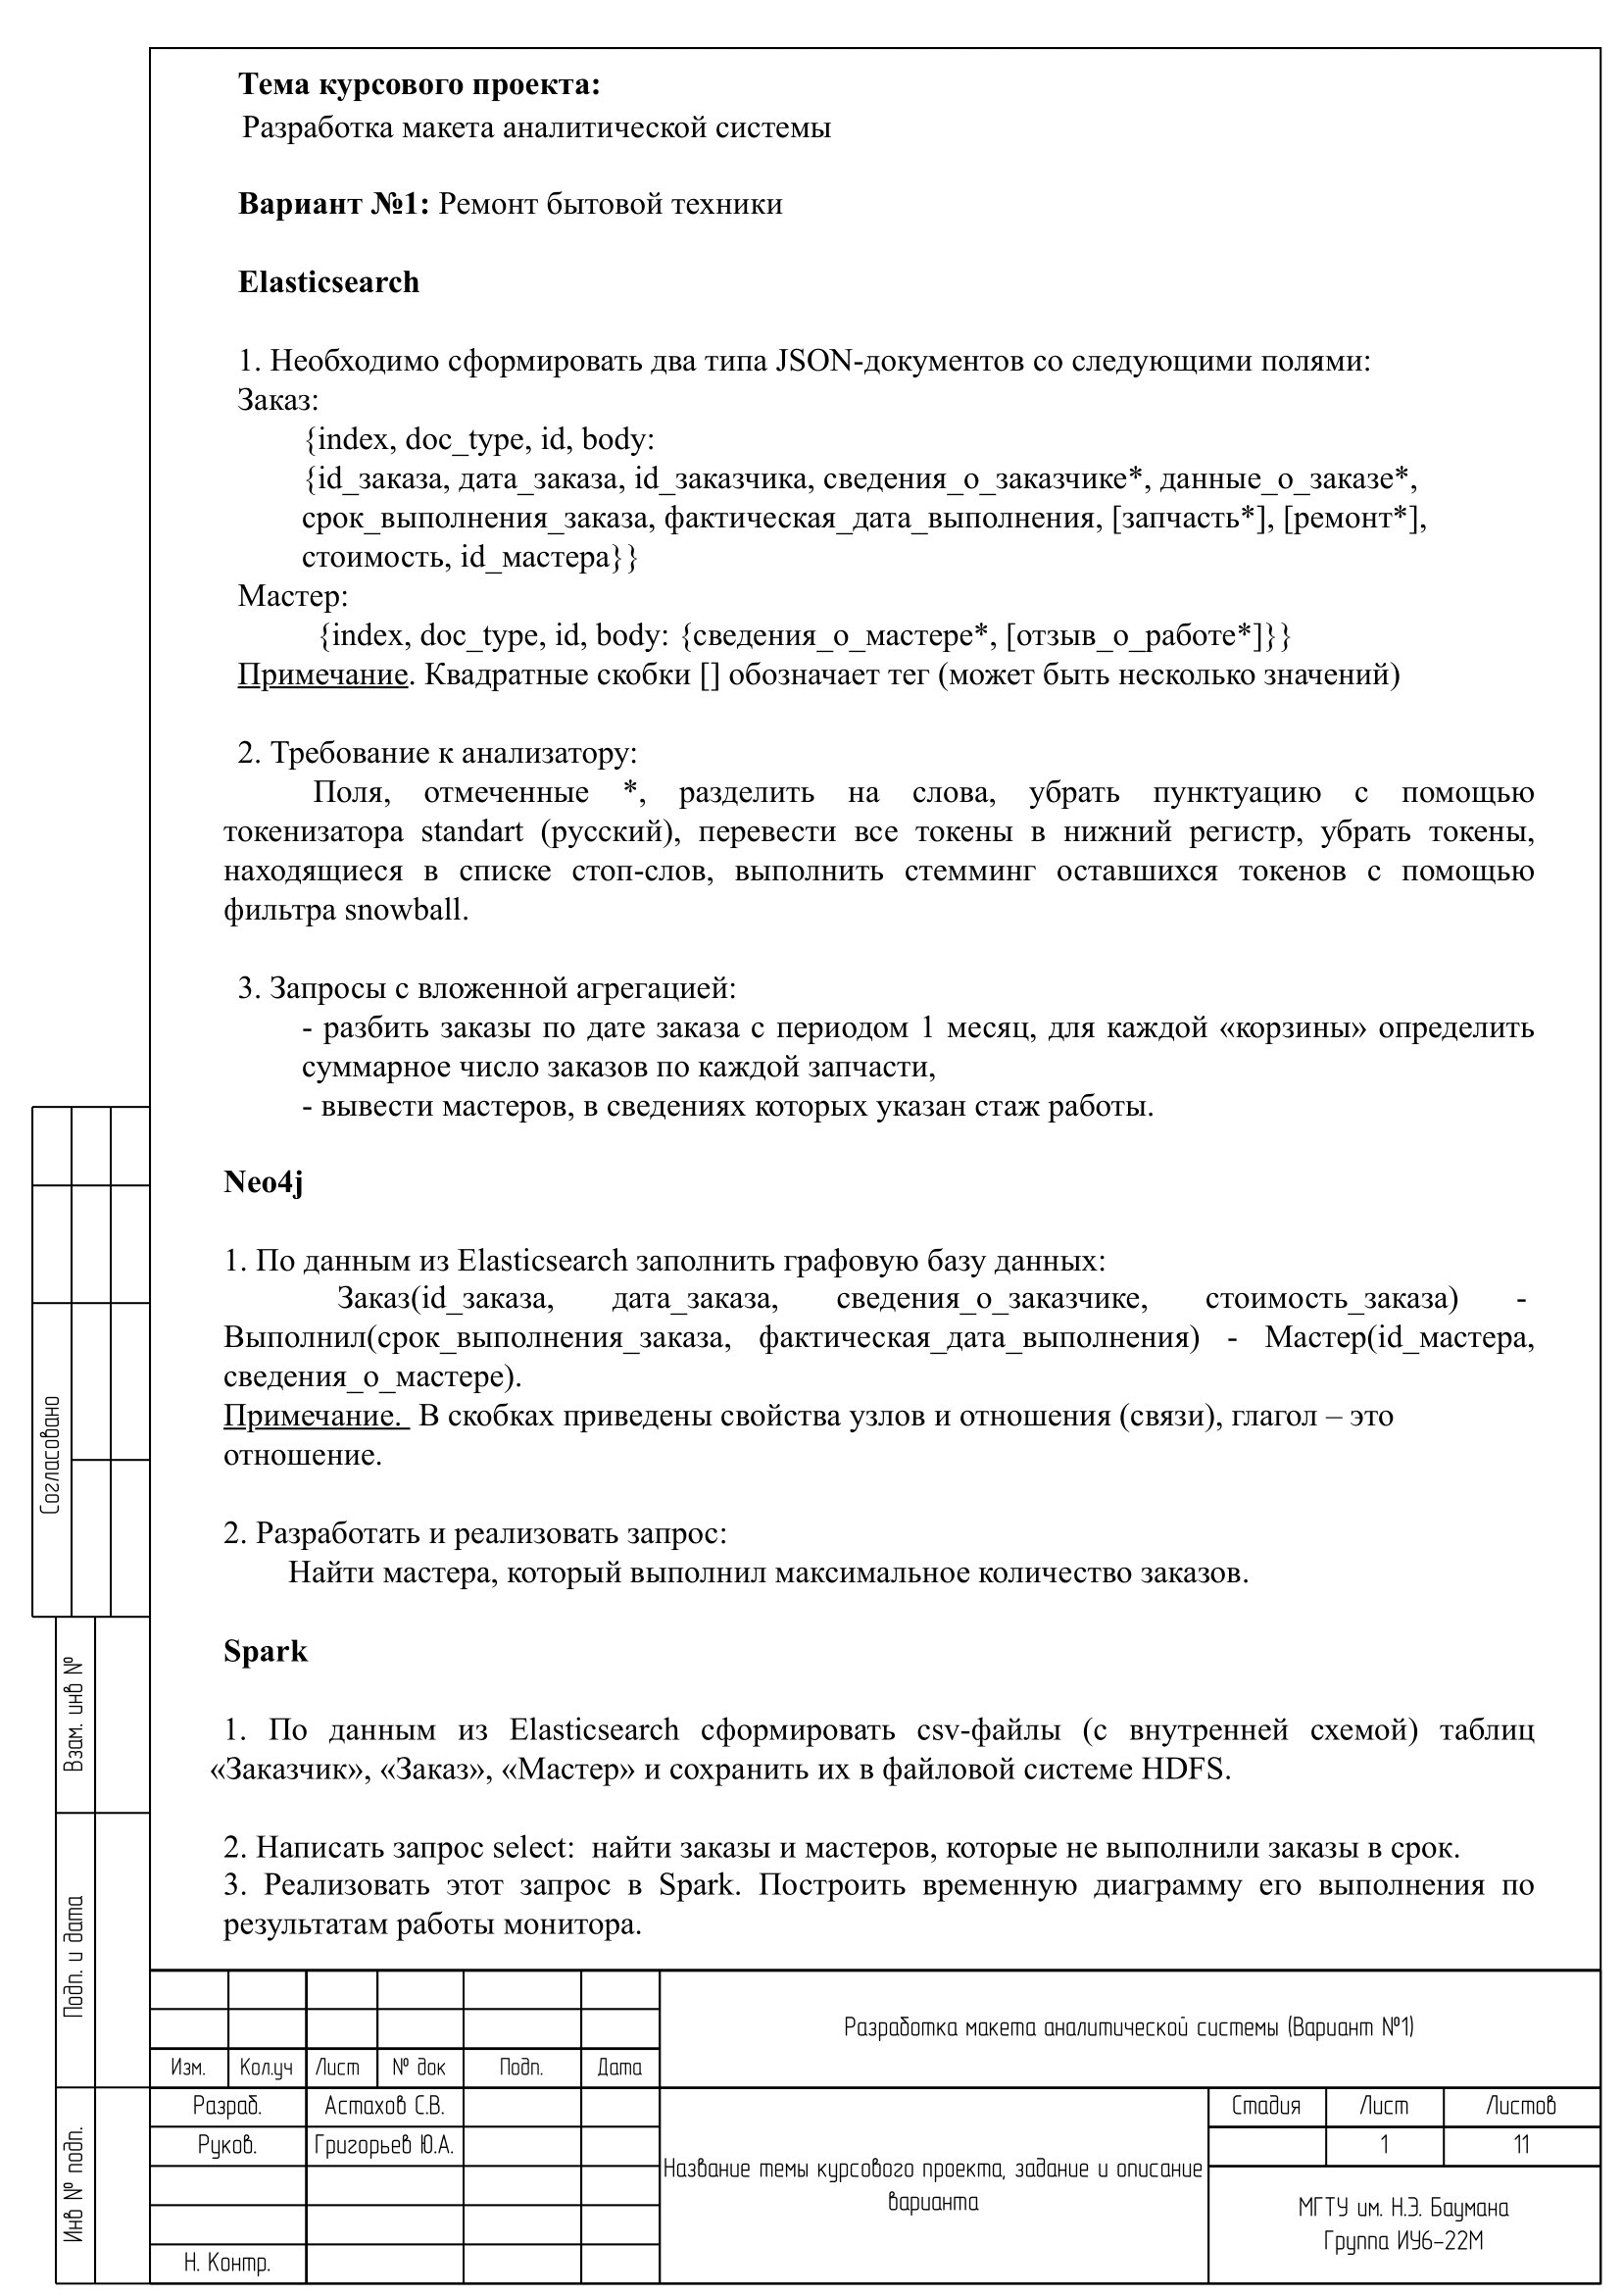 Тема курсового проекта:
Разработка макета аналитической системы
Вариант №1: Ремонт бытовой техники
Elasticsearch
1. Необходимо сформировать два типа JSON-документов со следующими полями:
Заказ:
{index, doc_type, id, body:
{id_заказа, дата_заказа, id_заказчика, сведения_о_заказчике*, данные_о_заказе*,
срок_выполнения_заказа, фактическая_дата_выполнения, [запчасть*], [ремонт*],
стоимость, id_мастера}}
Мастер:
{index, doc_type, id, body: {сведения_о_мастере*, [отзыв_о_работе*]}}
Примечание. Квадратные скобки [] обозначает тег (может быть несколько значений)
2. Требование к анализатору:
Поля, отмеченные *, разделить на слова, убрать пунктуацию с помощью
токенизатора standart (русский), перевести все токены в нижний регистр, убрать токены,
находящиеся в списке стоп-слов, выполнить стемминг оставшихся токенов с помощью
фильтра snowball.
3. Запросы с вложенной агрегацией:
- разбить заказы по дате заказа с периодом 1 месяц, для каждой «корзины» определить
суммарное число заказов по каждой запчасти,
- вывести мастеров, в сведениях которых указан стаж работы.
Neo4j
1. По данным из Elasticsearch заполнить графовую базу данных:
Заказ(id_заказа, дата_заказа, сведения_о_заказчике, стоимость_заказа) -
Выполнил(срок_выполнения_заказа, фактическая_дата_выполнения) - Мастер(id_мастера,
сведения_о_мастере).
Примечание. В скобках приведены свойства узлов и отношения (связи), глагол – это
отношение.
2. Разработать и реализовать запрос:
Найти мастера, который выполнил максимальное количество заказов.
Spark
1. По данным из Elasticsearch сформировать csv-файлы (с внутренней схемой) таблиц
«Заказчик», «Заказ», «Мастер» и сохранить их в файловой системе HDFS.
2. Написать запрос select: найти заказы и мастеров, которые не выполнили заказы в срок.
3. Реализовать этот запрос в Spark. Построить временную диаграмму его выполнения по
результатам работы монитора.
Согласовано
Взам. инв №
Подп. и дата
Инв № подп.
Разработка макета аналитической системы (Вариант №1)
Изм. Кол.уч Лист № док Подп. Дата
Разраб. Астахов С.В.
Руков. Григорьев Ю.А.
Н. Контр.
Название темы курсового проекта, задание и описание
варианта
Стадия Лист Листов
1 11
МГТУ им. Н.Э. Баумана
Группа ИУ6-22М